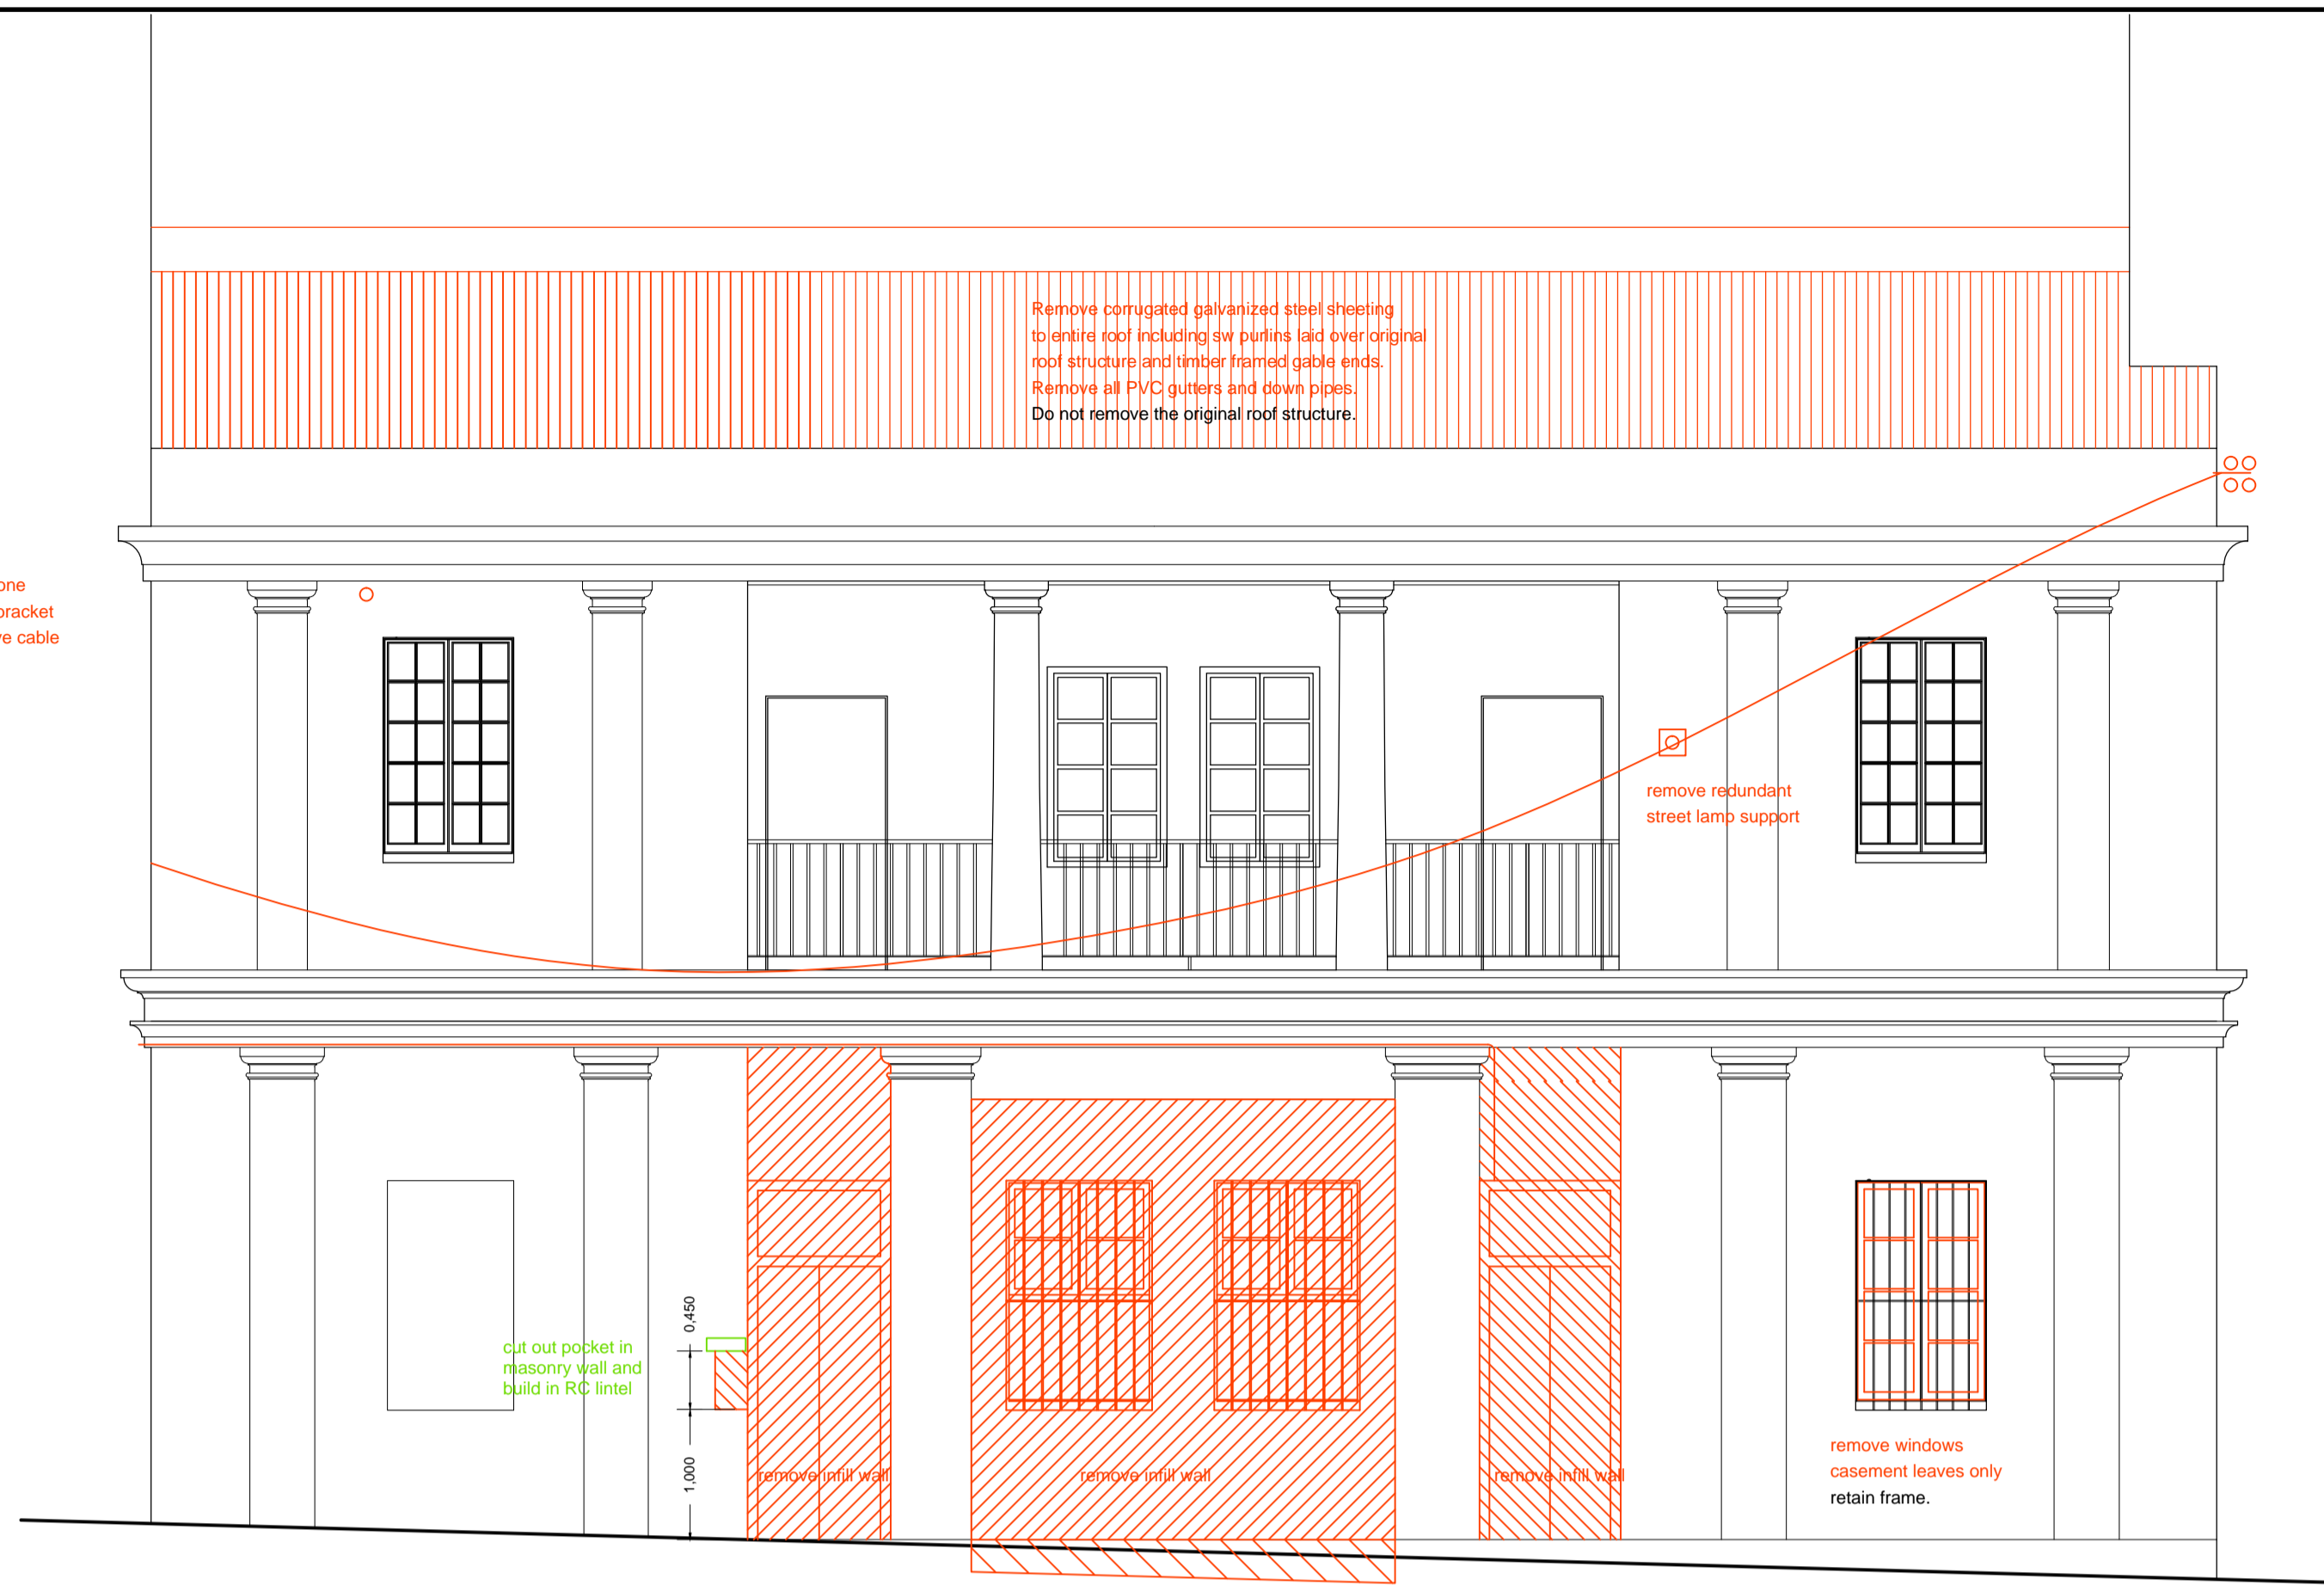 Remove corrugated galvanized steel sheeting
to entire roof including sw purlins laid over original
roof structure and timber framed gable ends.
Remove all PVC gutters and down pipes.
Do not remove the original roof structure.
cable
remove redundant
street lamp support
0,450
cut out pocket in
masonry wall and
build in RC lintel
1,000
remove infill wall
remove infill wall
remove infill wall
remove windows
casement leaves only
retain frame.